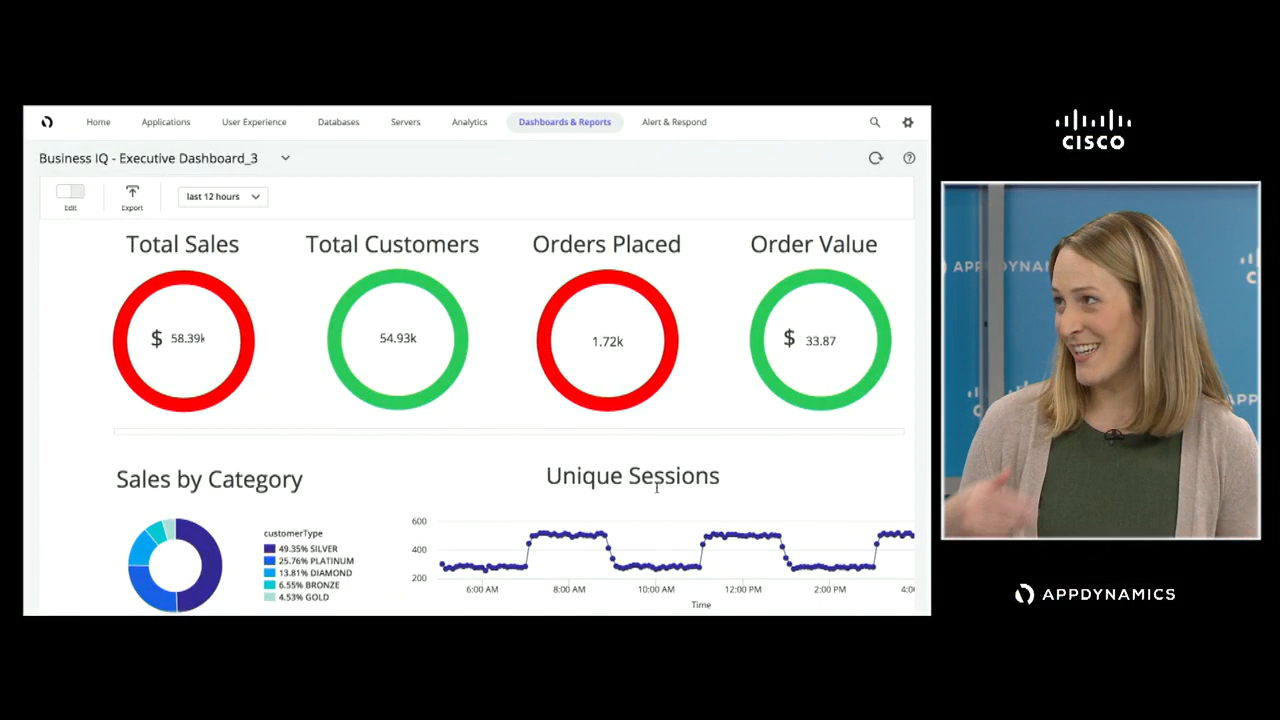 Home Applications User Experience Databases Servers Analytics Dashboards & Reports Alert & Respond
Business IQ - Executive Dashboard_3
Edit Export last 12 hours
Total Sales Total Customers Orders Placed Order Value
$ 58.39k 54.93k 1.72k $ 33.87
Sales by Category
customerType
49.35% SILVER
25.76% PLATINUM
13.81% DIAMOND
6.55% BRONZE
4.53% GOLD
Unique Sessions
600
400
200
6:00 AM 8:00 AM 10:00 AM 12:00 PM 2:00 PM
Time
CISCO
APPDYNAMICS